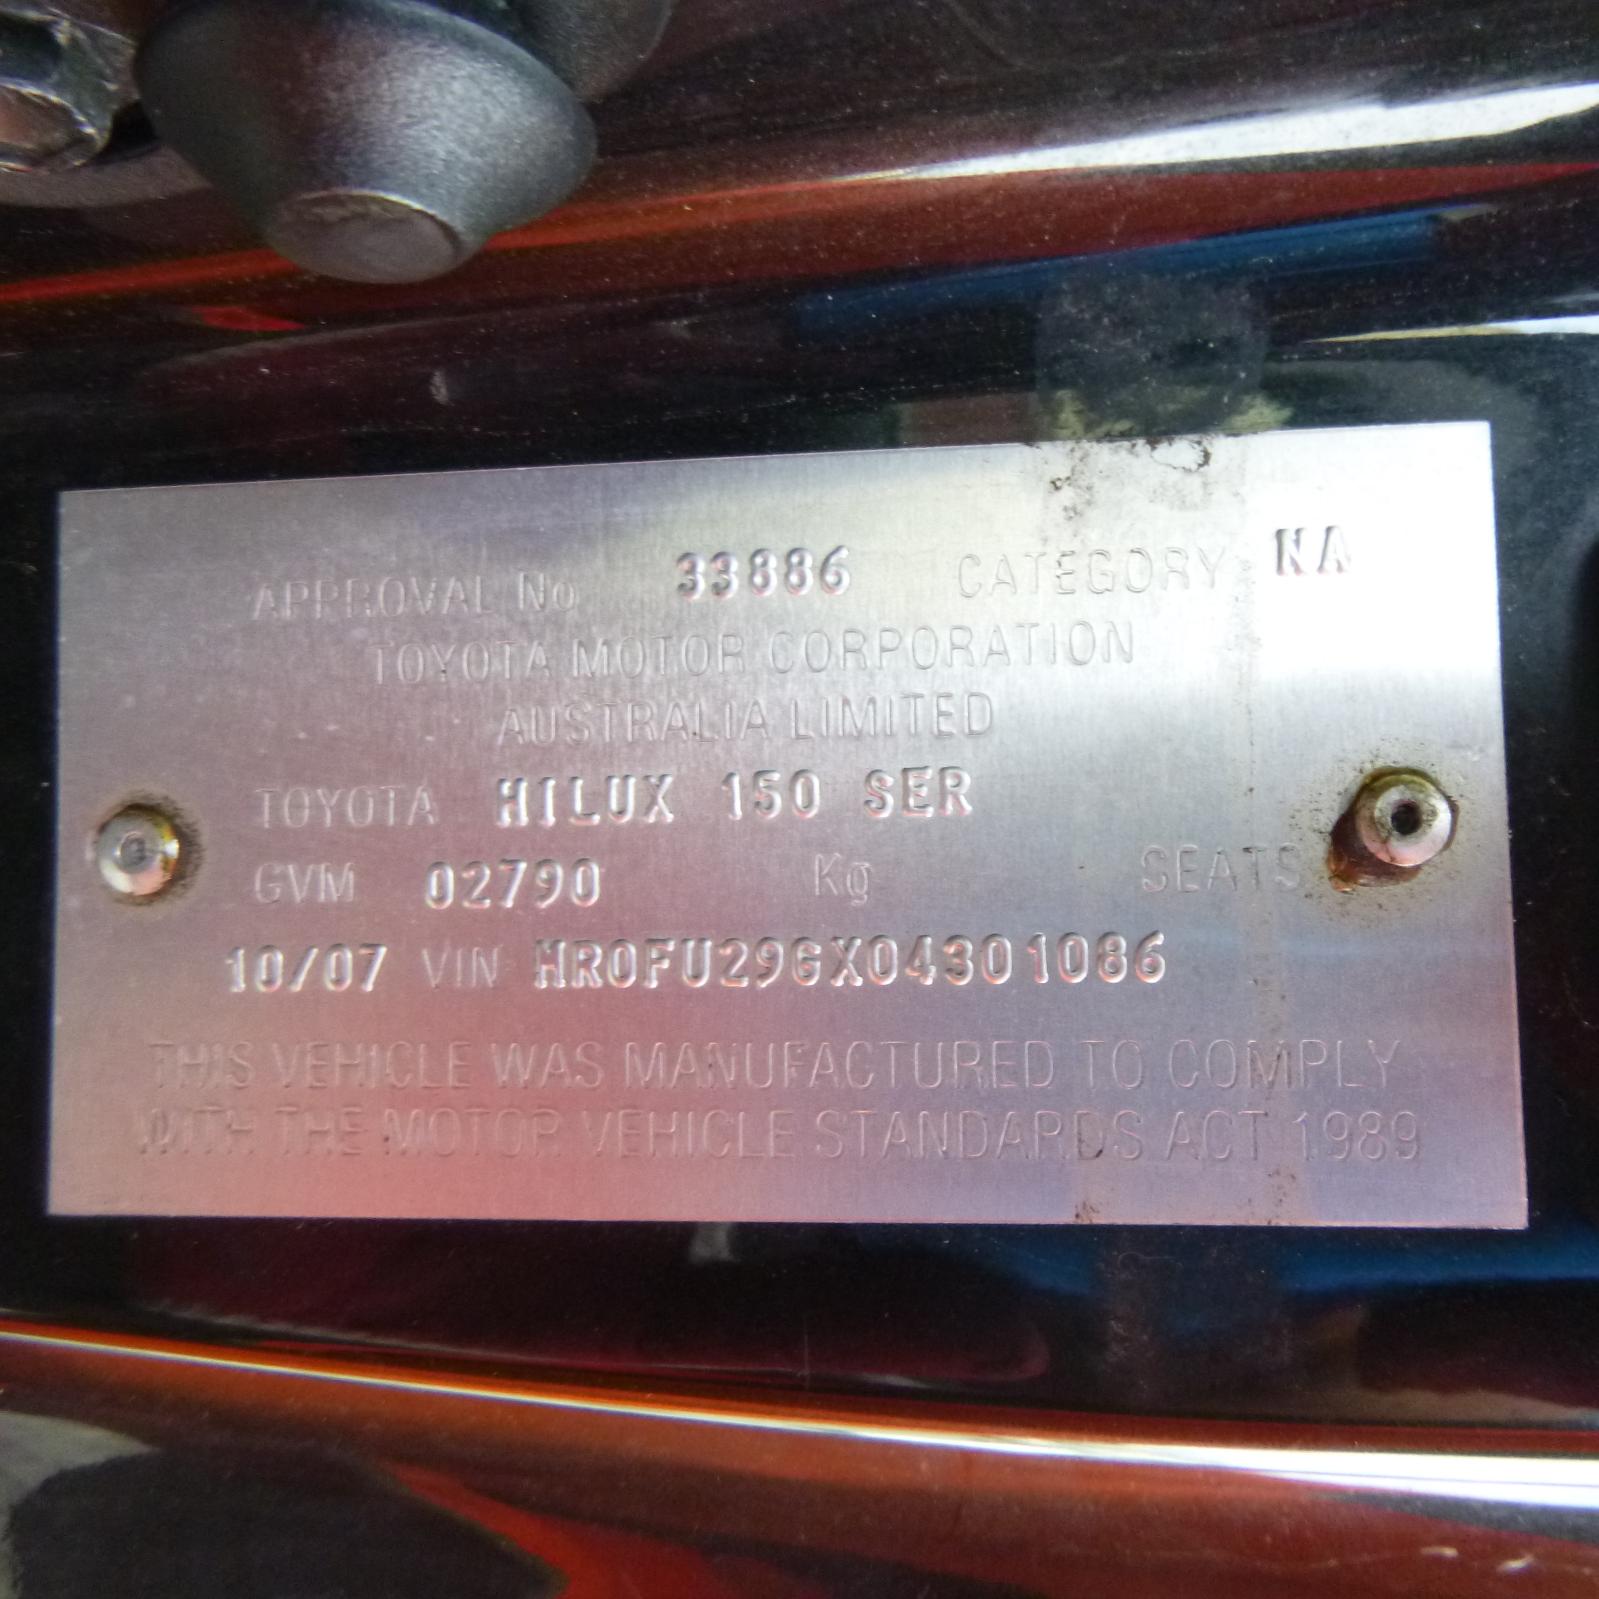 APPROVAL No 33886 CATEGORY NA
TOYOTA MOTOR CORPORATION
AUSTRALIA LIMITED
TOYOTA HILUX 150 SER
GVM 02790 Kg SEATS
10/07 VIN MR0FU29GX04301086
THIS VEHICLE WAS MANUFACTURED TO COMPLY
WITH THE MOTOR VEHICLE STANDARDS ACT 1989